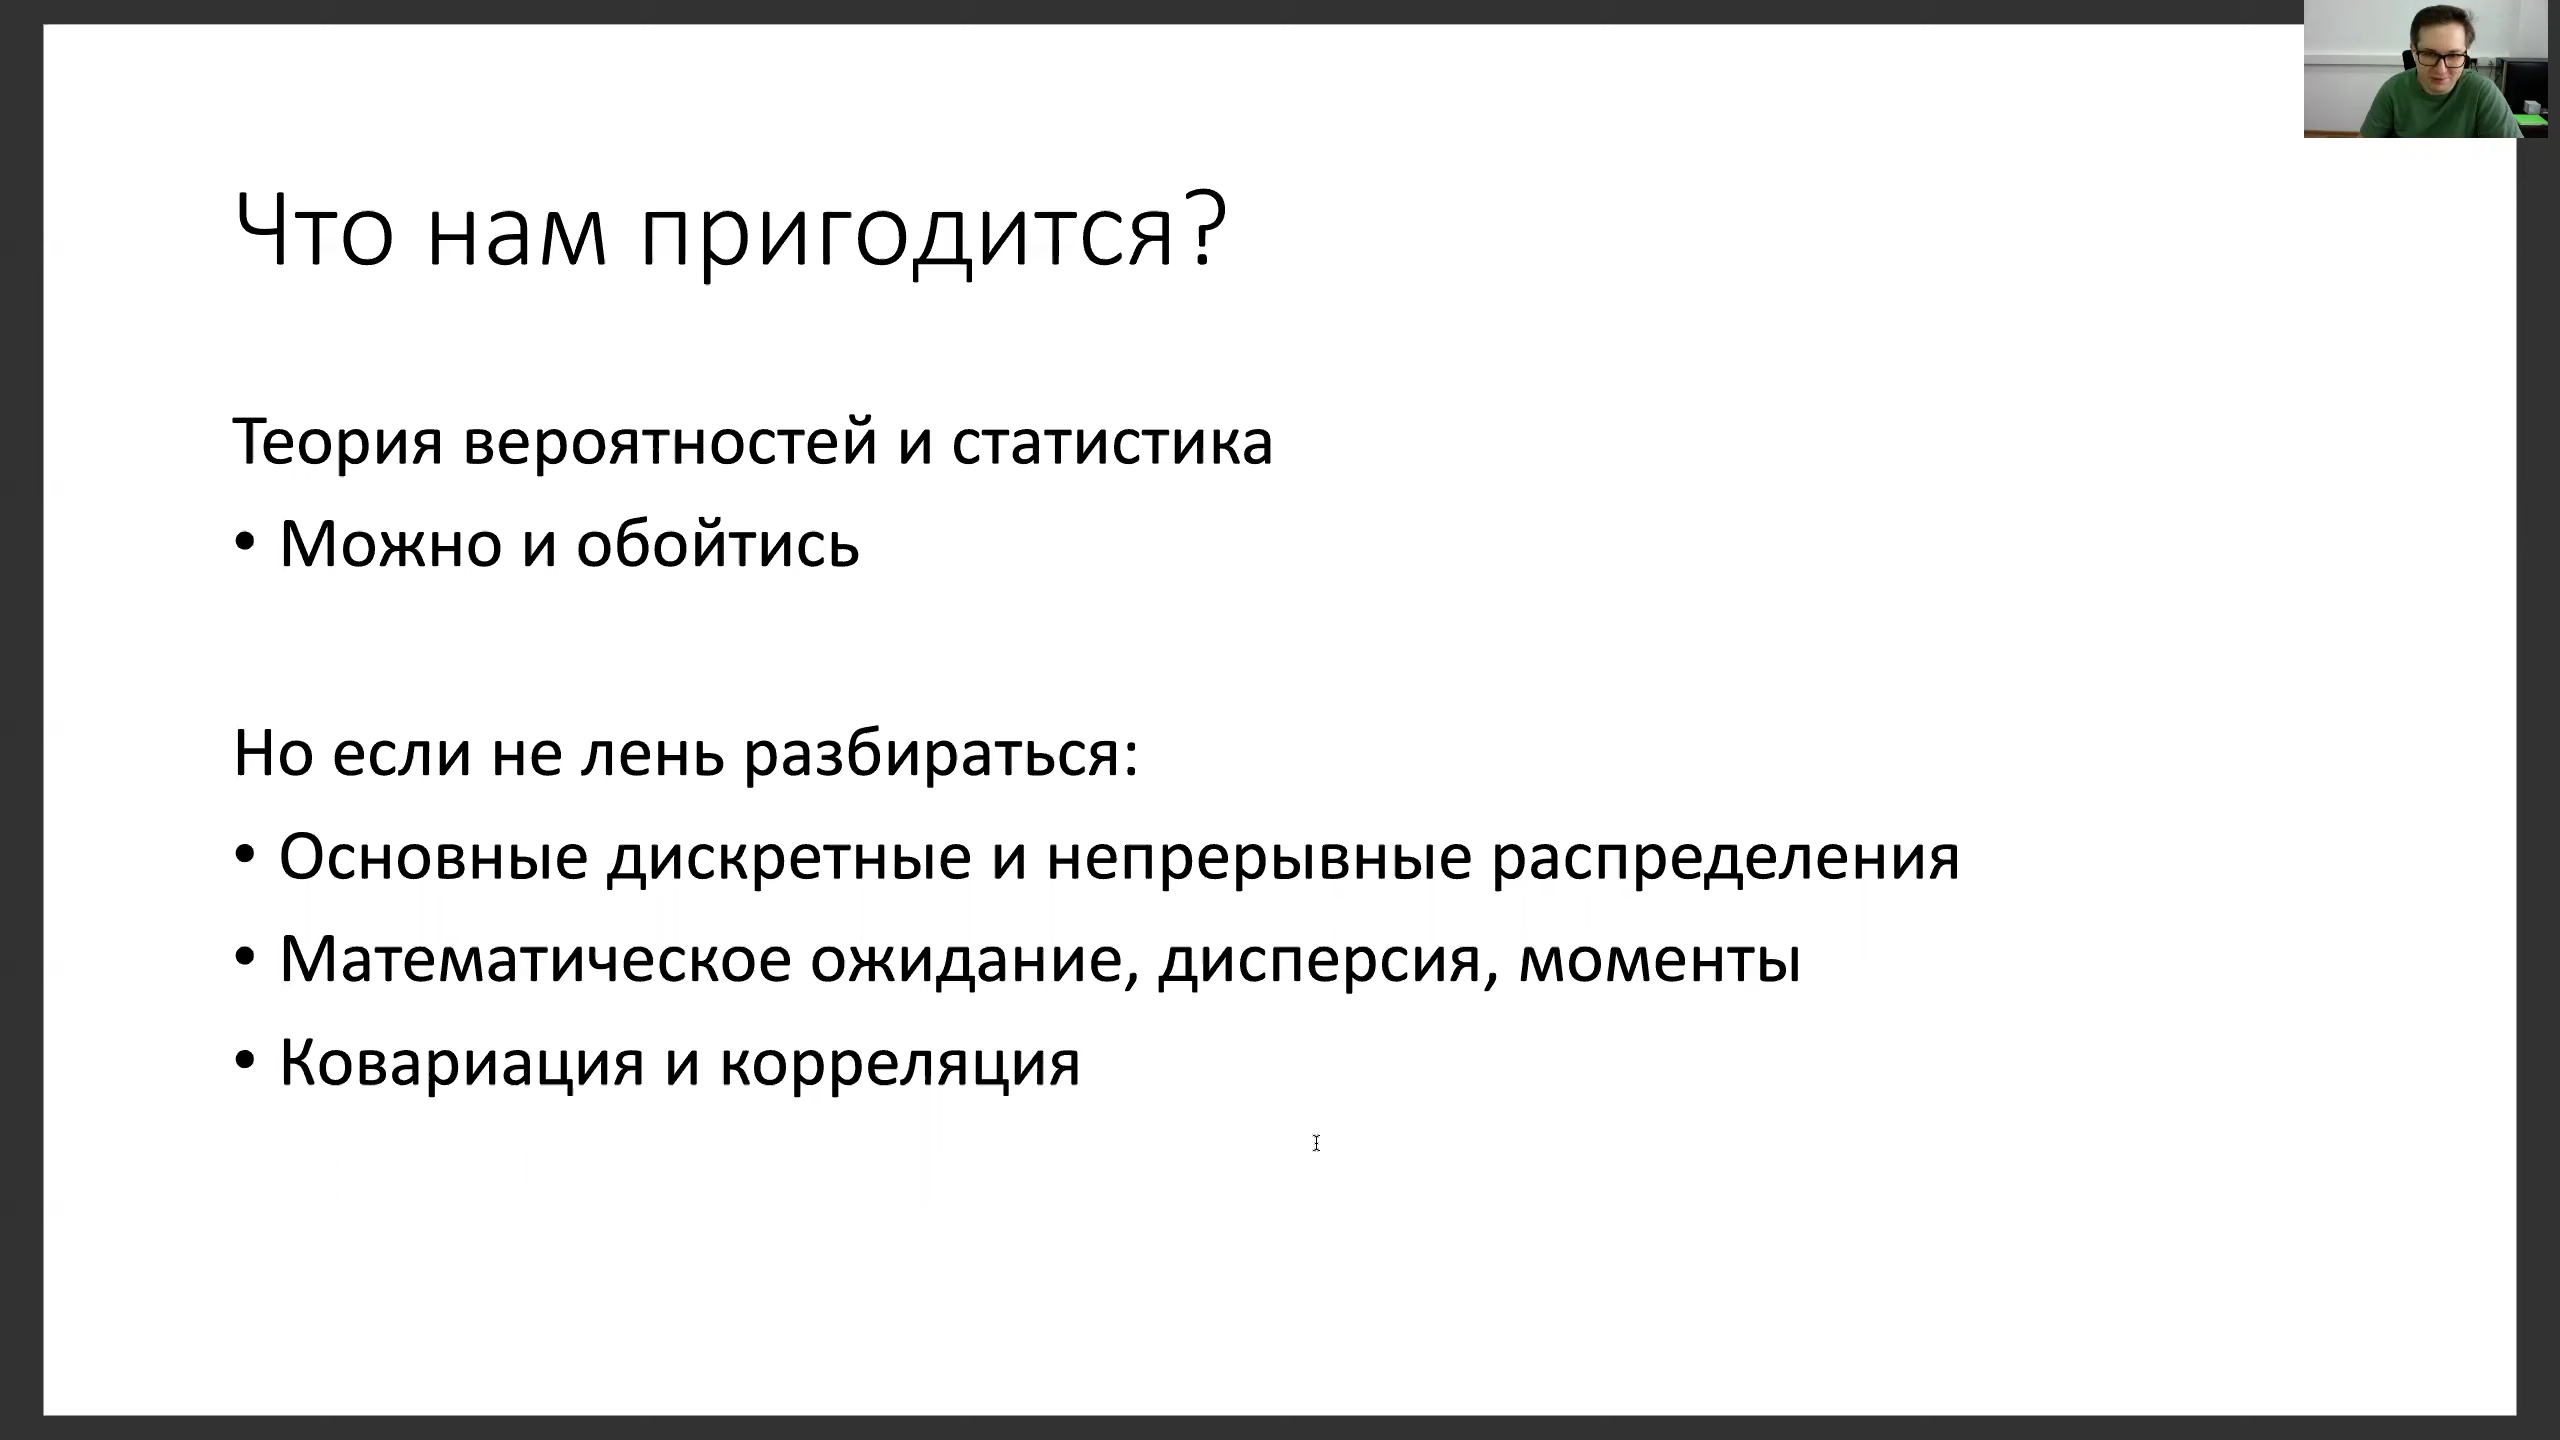 Что нам пригодится?
Теория вероятностей и статистика
• Можно и обойтись
Но если не лень разбираться:
• Основные дискретные и непрерывные распределения
• Математическое ожидание, дисперсия, моменты
• Ковариация и корреляция